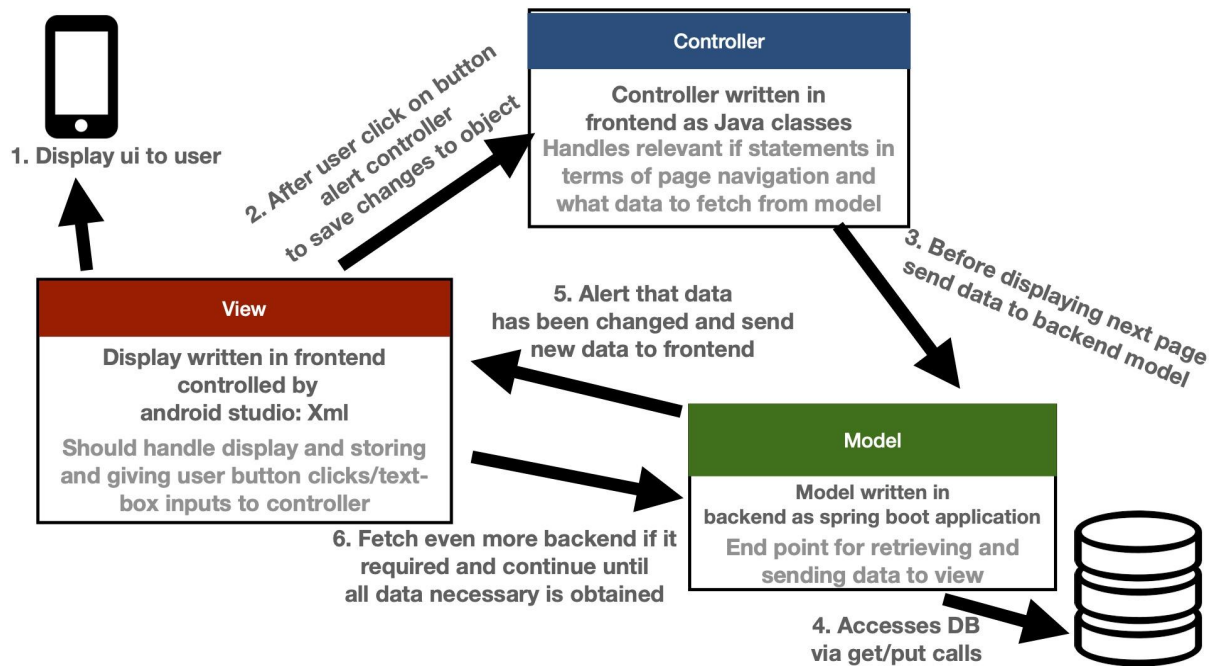 Controller
Controller written in
frontend as Java classes
Handles relevant if statements in
terms of page navigation and
what data to fetch from model
1. Display ui to user
2. After user click on button
alert controller
to save changes to object
3. Before displaying next page
send data to backend model
View
Display written in frontend
controlled by
android studio: Xml
Should handle display and storing
and giving user button clicks/text-
box inputs to controller
5. Alert that data
has been changed and send
new data to frontend
Model
Model written in
backend as spring boot application
End point for retrieving and
sending data to view
6. Fetch even more backend if it
required and continue until
all data necessary is obtained
4. Accesses DB
via get/put calls